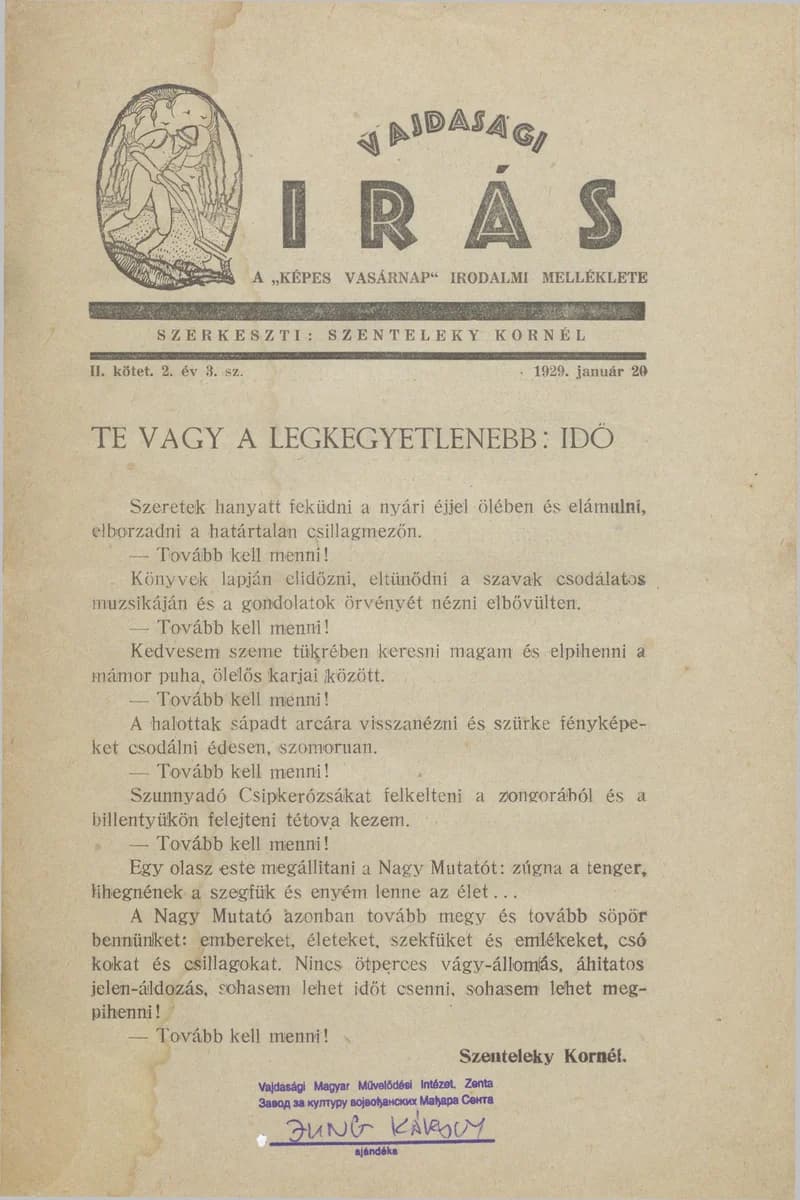 VAJDASÁGI
IRÁS
A „KÉPES VASÁRNAP“ IRODALMI MELLÉKLETE
SZERKESZTI: SZENTELEKY KORNÉL
II. kötet. 2. év 3. sz.
1929. január 20
TE VAGY A LEGKEGYETLENEBB: IDŐ
Szeretek hanyatt feküdni a nyári éjjel ölében és elámulni,
elborzadni a határtalan csillagmezőn.
— Tovább kell menni!
Könyvek lapján elidőzni, eltünődni a szavak csodálatos
muzsikáján és a gondolatok örvényét nézni elbővülten.
— Tovább kell menni!
Kedvesem szeme tükrében keresni magam és elpihenni a
mámor puha, ölelős karjai között.
— Tovább kell menni!
A halottak sápadt arcára visszanézni és szürke fényképe-
ket csodálni édesen, szomoruan.
— Tovább kell menni!
Szunnyadó Csipkerózsákat felkelteni a zongorából és a
billentyükön felejteni tétova kezem.
— Tovább kell menni!
Egy olasz este megállitani a Nagy Mutatót: zúgna a tenger,
lihegnének a szegfük és enyém lenne az élet...
A Nagy Mutató azonban tovább megy és tovább söpör
bennünket: embereket, életeket, szekfüket és emlékeket, csó
kokat és csillagokat. Nincs ötperces vágy-állomás, áhitatos
jelen-áldozás, sohasem lehet időt csenni, sohasem lehet meg-
pihenni!
— Tovább kell menni!
Szenteleky Kornél.
Vajdasági Magyar Művelődési Intézet, Zenta
Завод за културу војвођанских Мађара Сента
JUNG KÁROLY
ajándéka